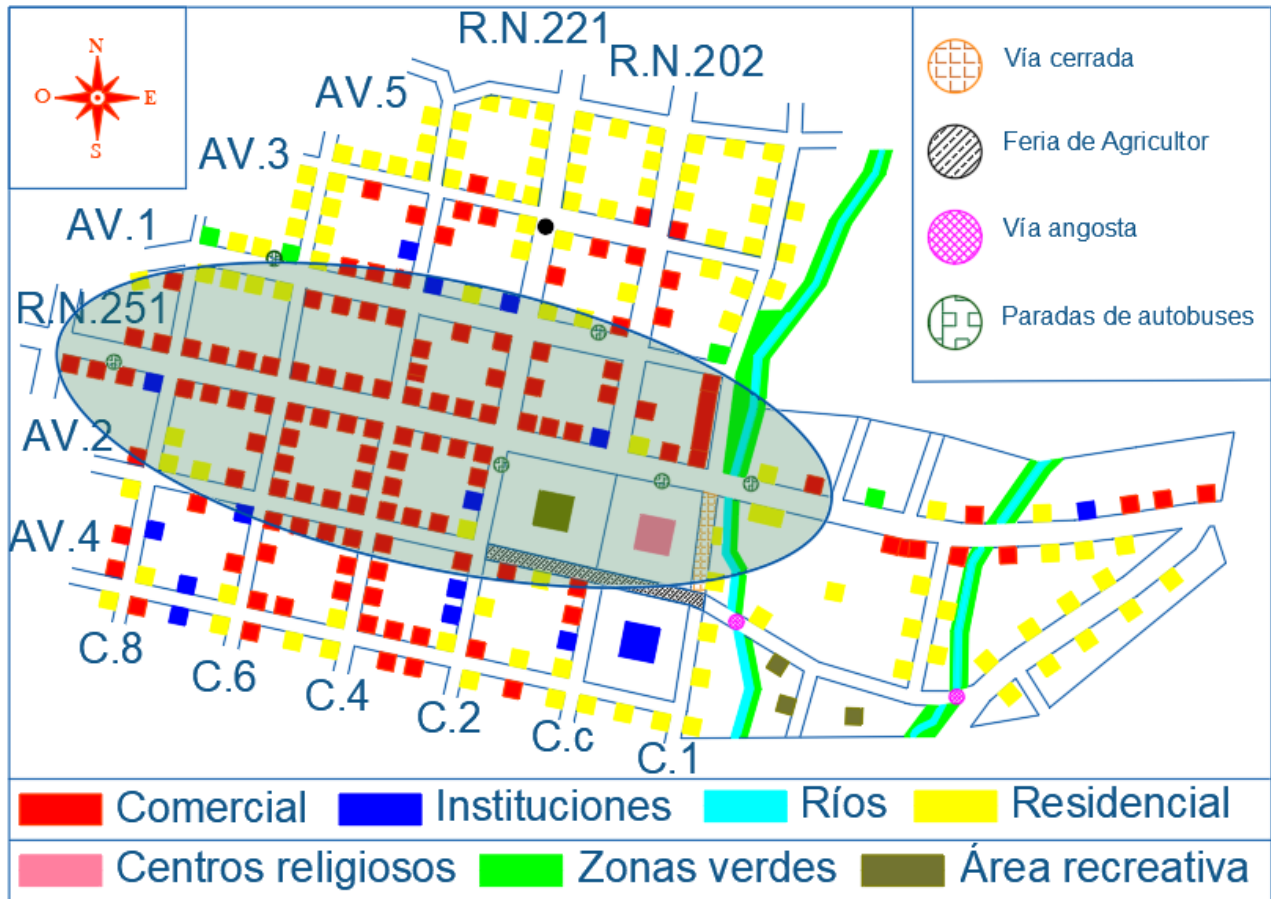 N
O
E
S
R.N.221
R.N.202
AV.5
AV.3
AV.1
R.N.251
AV.2
AV.4
C.8
C.6
C.4
C.2
C.c
C.1
Vía cerrada
Feria de Agricultor
Vía angosta
Paradas de autobuses
Comercial
Instituciones
Ríos
Residencial
Centros religiosos
Zonas verdes
Área recreativa